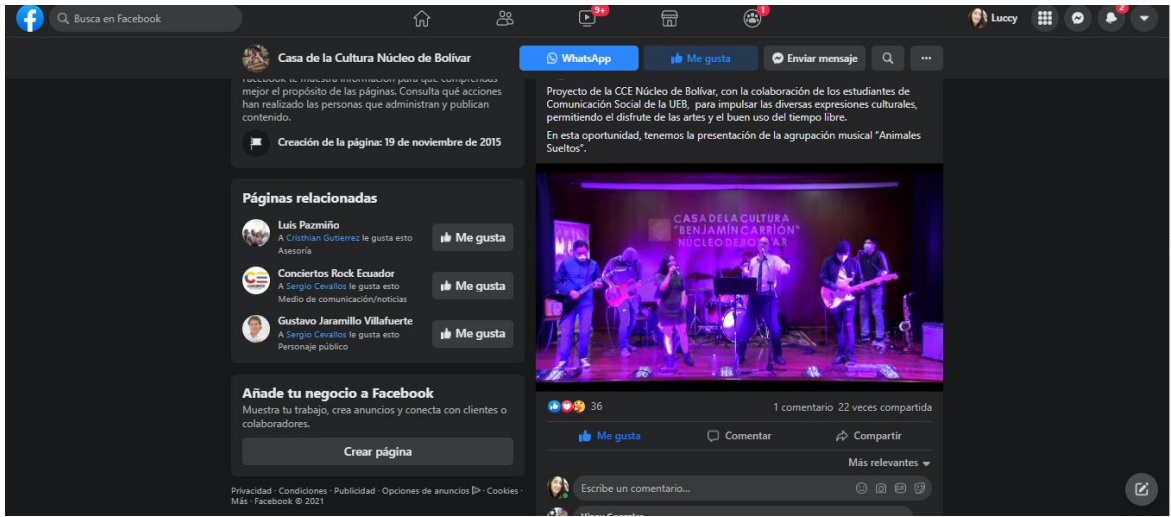 Busca en Facebook
9+
1
Luccy
2
Casa de la Cultura Núcleo de Bolívar
WhatsApp
Me gusta
Enviar mensaje
Facebook te muestra información para que comprendas
mejor el propósito de las páginas. Consulta qué acciones
han realizado las personas que administran y publican
contenido.
Creación de la página: 19 de noviembre de 2015
Páginas relacionadas
Luis Pazmiño
A Cristhian Gutierrez le gusta esto
Asesoría
Me gusta
Conciertos Rock Ecuador
A Sergio Cevallos le gusta esto
Medio de comunicación/noticias
Me gusta
Gustavo Jaramillo Villafuerte
A Sergio Cevallos le gusta esto
Personaje público
Me gusta
Añade tu negocio a Facebook
Muestra tu trabajo, crea anuncios y conecta con clientes o
colaboradores.
Crear página
Privacidad · Condiciones · Publicidad · Opciones de anuncios · Cookies ·
Más · Facebook © 2021
Proyecto de la CCE Núcleo de Bolívar, con la colaboración de los estudiantes de
Comunicación Social de la UEB, para impulsar las diversas expresiones culturales,
permitiendo el disfrute de las artes y el buen uso del tiempo libre.
En esta oportunidad, tenemos la presentación de la agrupación musical "Animales
Sueltos".
CASA DE LA CULTURA
"BENJAMÍN CARRIÓN"
NÚCLEO DE BOLÍVAR
36
1 comentario 22 veces compartida
Me gusta
Comentar
Compartir
Más relevantes
Escribe un comentario...
GIF